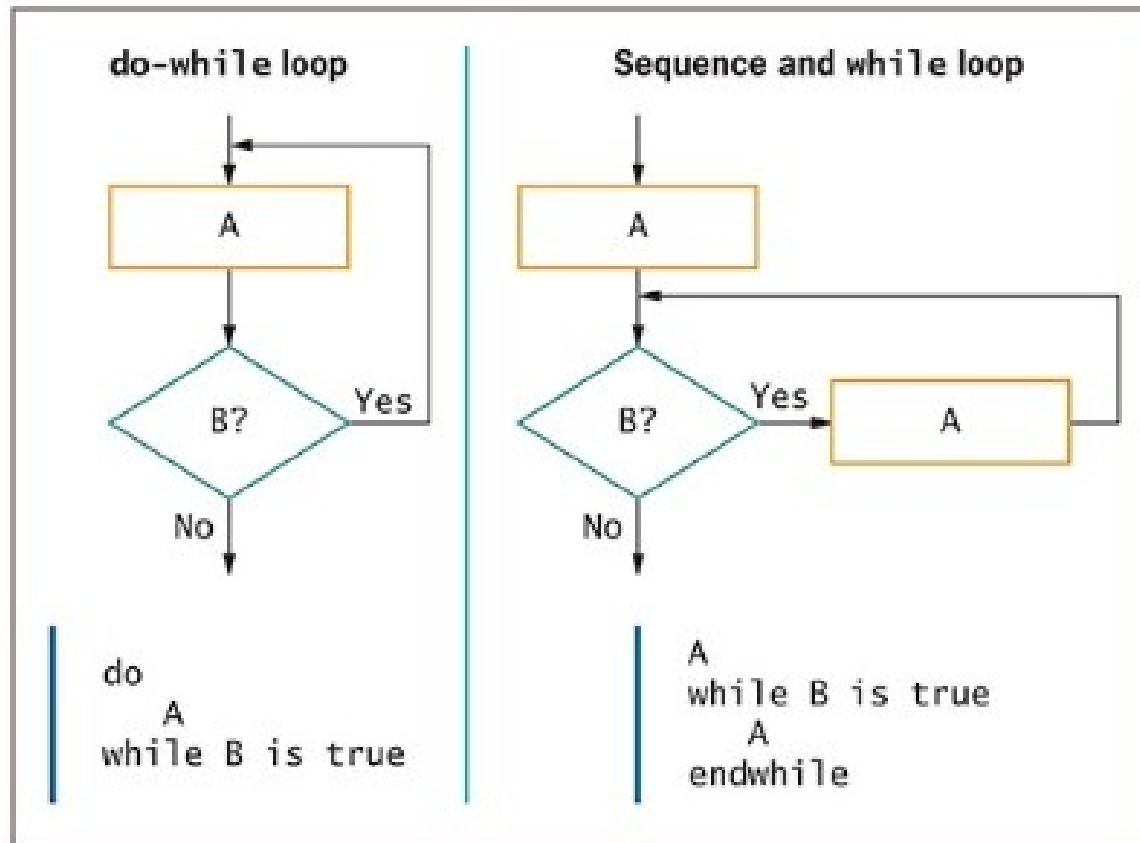 do-while loop
A
B?
Yes
No
do
A
while B is true
Sequence and while loop
A
B?
Yes
A
No
A
while B is true
A
endwhile